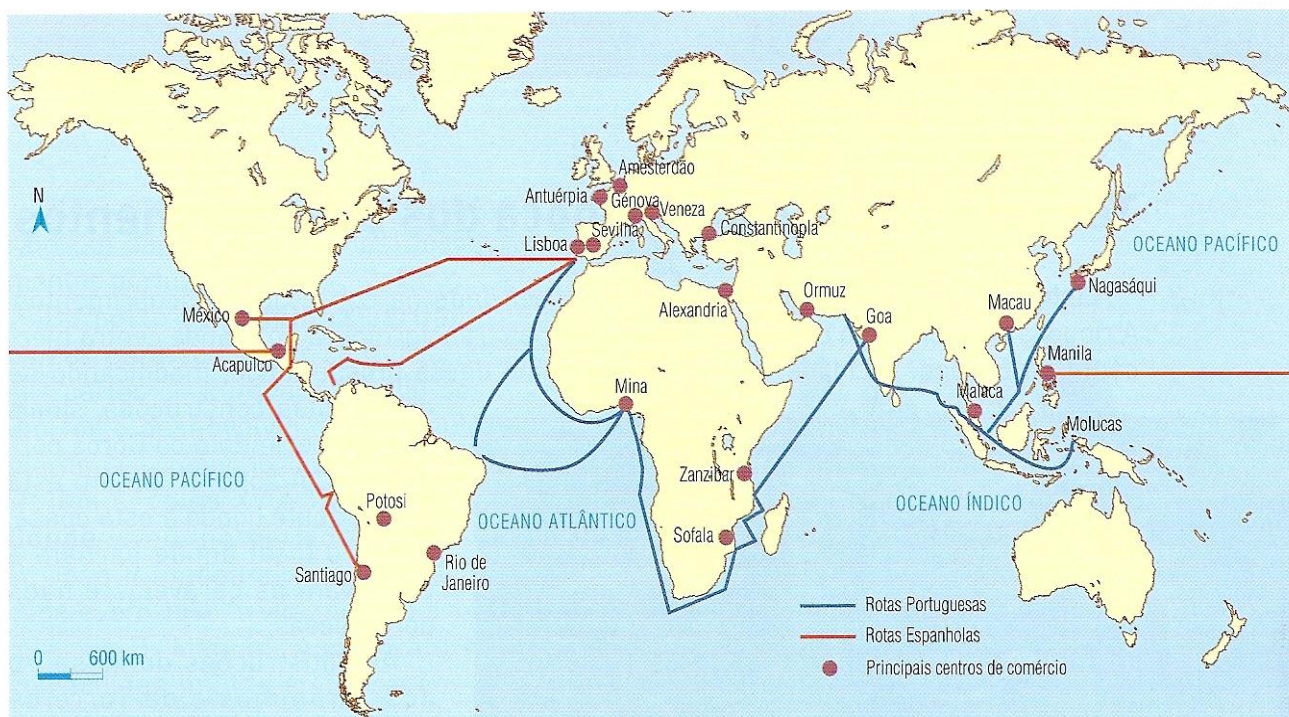 N
Amesterdão
Antuérpia
Génova
Veneza
Lisboa
Sevilha
Constantinopla
OCEANO PACÍFICO
México
Acapulco
Alexandria
Ormuz
Goa
Macau
Nagasáqui
Manila
Mina
Malaca
Molucas
Zanzibar
OCEANO PACÍFICO
OCEANO ÍNDICO
Potosi
OCEANO ATLÂNTICO
Sofala
Santiago
Rio de
Janeiro
Rotas Portuguesas
Rotas Espanholas
Principais centros de comércio
0 600 km